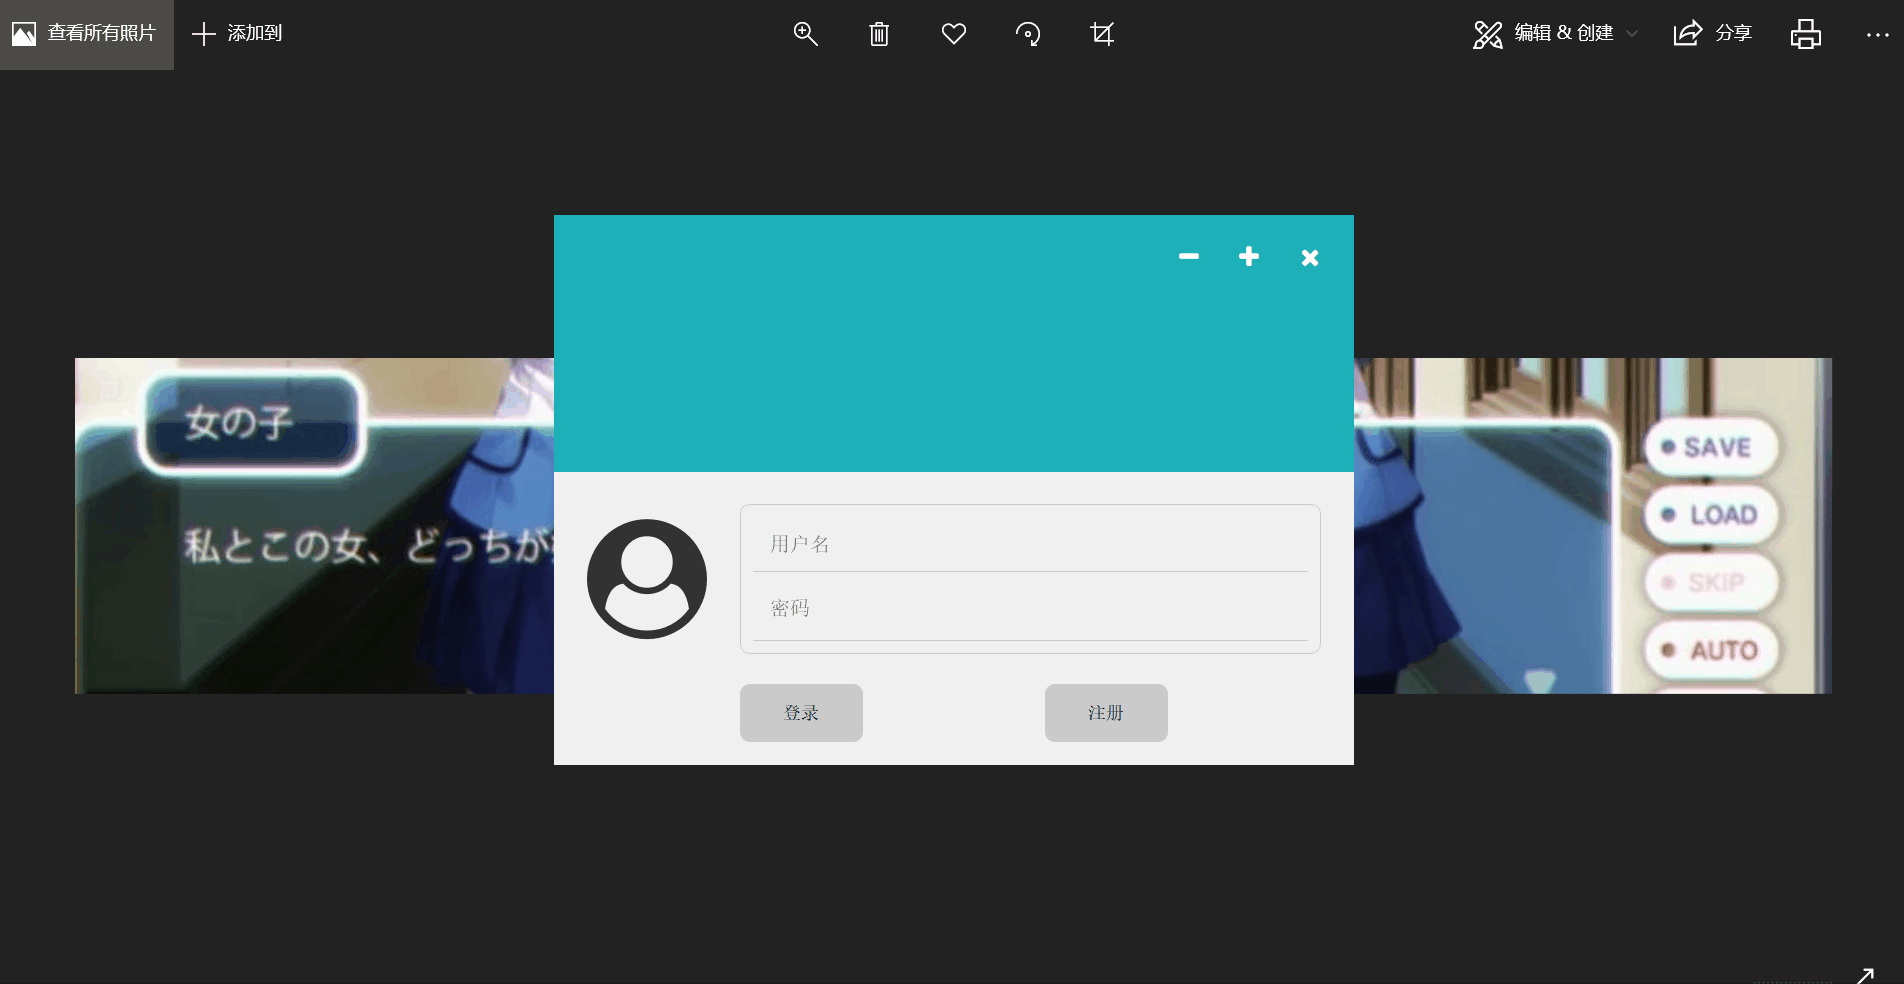 查看所有照片
添加到
编辑 & 创建
分享
女の子
私とこの女、どっちが
SAVE
LOAD
SKIP
AUTO
用户名
密码
登录
注册